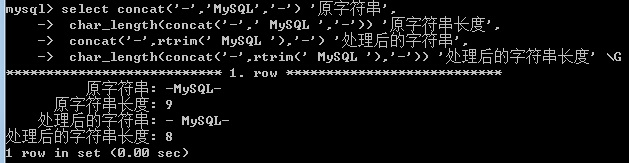 mysql> select concat('-','MySQL','-') '原字符串',
    ->  char_length(concat('-',' MySQL ','-')) '原字符串长度',
    ->  concat('-',rtrim(' MySQL '),'-') '处理后的字符串',
    ->  char_length(concat('-',rtrim(' MySQL '),'-')) '处理后的字符串长度' \G
*************************** 1. row ***************************
原字符串: -MySQL-
原字符串长度: 9
处理后的字符串: - MySQL-
处理后的字符串长度: 8
1 row in set (0.00 sec)